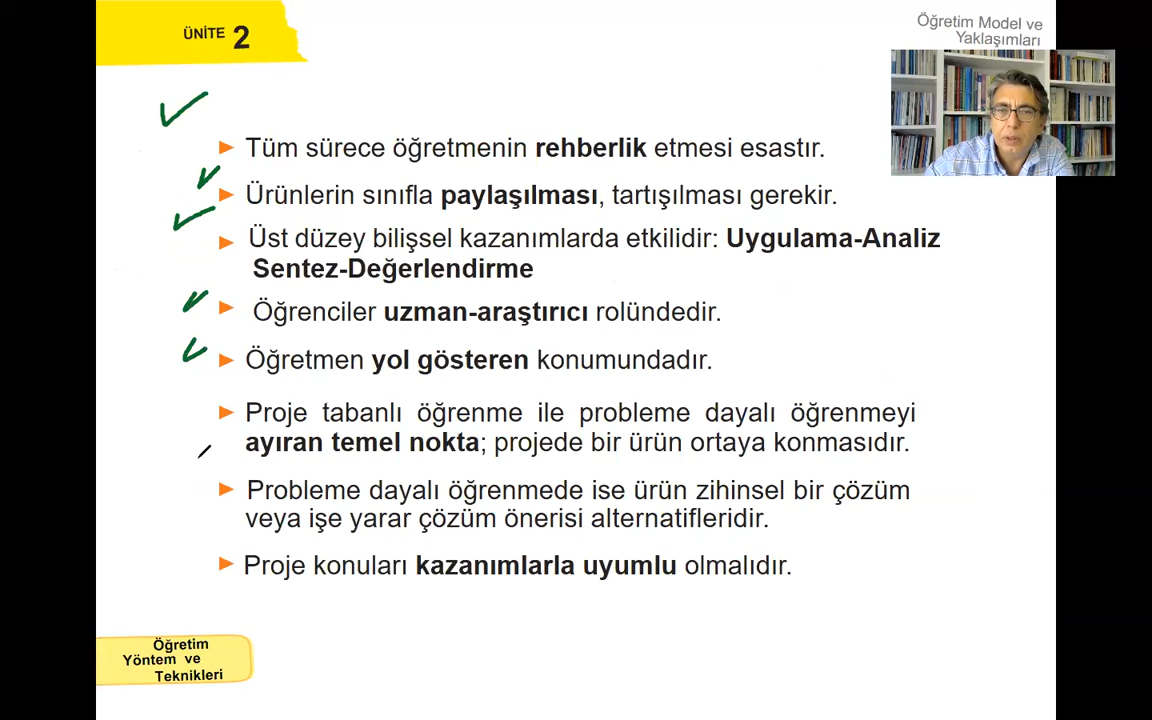 ÜNİTE 2
Öğretim Model ve
Yaklaşımları
Tüm sürece öğretmenin rehberlik etmesi esastır.
Ürünlerin sınıfla paylaşılması, tartışılması gerekir.
Üst düzey bilişsel kazanımlarda etkilidir: Uygulama-Analiz
Sentez-Değerlendirme
Öğrenciler uzman-araştırıcı rolündedir.
Öğretmen yol gösteren konumundadır.
Proje tabanlı öğrenme ile probleme dayalı öğrenmeyi
ayıran temel nokta; projede bir ürün ortaya konmasıdır.
Probleme dayalı öğrenmede ise ürün zihinsel bir çözüm
veya işe yarar çözüm önerisi alternatifleridir.
Proje konuları kazanımlarla uyumlu olmalıdır.
Öğretim
Yöntem ve
Teknikleri